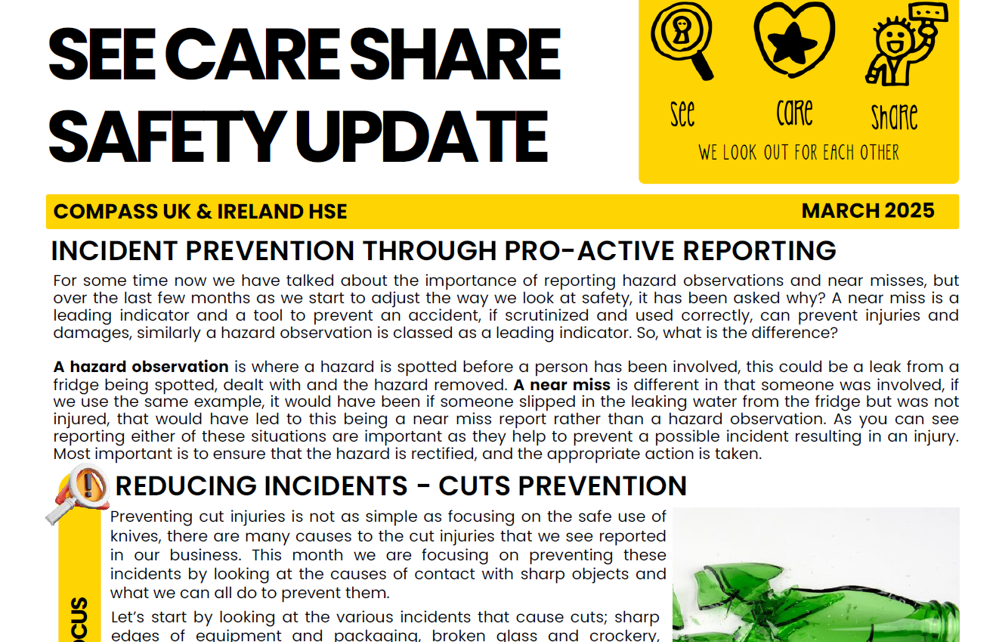 SEE CARE SHARE
SAFETY UPDATE
see
care
share
WE LOOK OUT FOR EACH OTHER
COMPASS UK & IRELAND HSE
MARCH 2025
INCIDENT PREVENTION THROUGH PRO-ACTIVE REPORTING
For some time now we have talked about the importance of reporting hazard observations and near misses, but
over the last few months as we start to adjust the way we look at safety, it has been asked why? A near miss is a
leading indicator and a tool to prevent an accident, if scrutinized and used correctly, can prevent injuries and
damages, similarly a hazard observation is classed as a leading indicator. So, what is the difference?
A hazard observation is where a hazard is spotted before a person has been involved, this could be a leak from a
fridge being spotted, dealt with and the hazard removed. A near miss is different in that someone was involved, if
we use the same example, it would have been if someone slipped in the leaking water from the fridge but was not
injured, that would have led to this being a near miss report rather than a hazard observation. As you can see
reporting either of these situations are important as they help to prevent a possible incident resulting in an injury.
Most important is to ensure that the hazard is rectified, and the appropriate action is taken.
REDUCING INCIDENTS - CUTS PREVENTION
Preventing cut injuries is not as simple as focusing on the safe use of
knives, there are many causes to the cut injuries that we see reported
in our business. This month we are focusing on preventing these
incidents by looking at the causes of contact with sharp objects and
what we can all do to prevent them.
Let's start by looking at the various incidents that cause cuts; sharp
edges of equipment and packaging, broken glass and crockery,